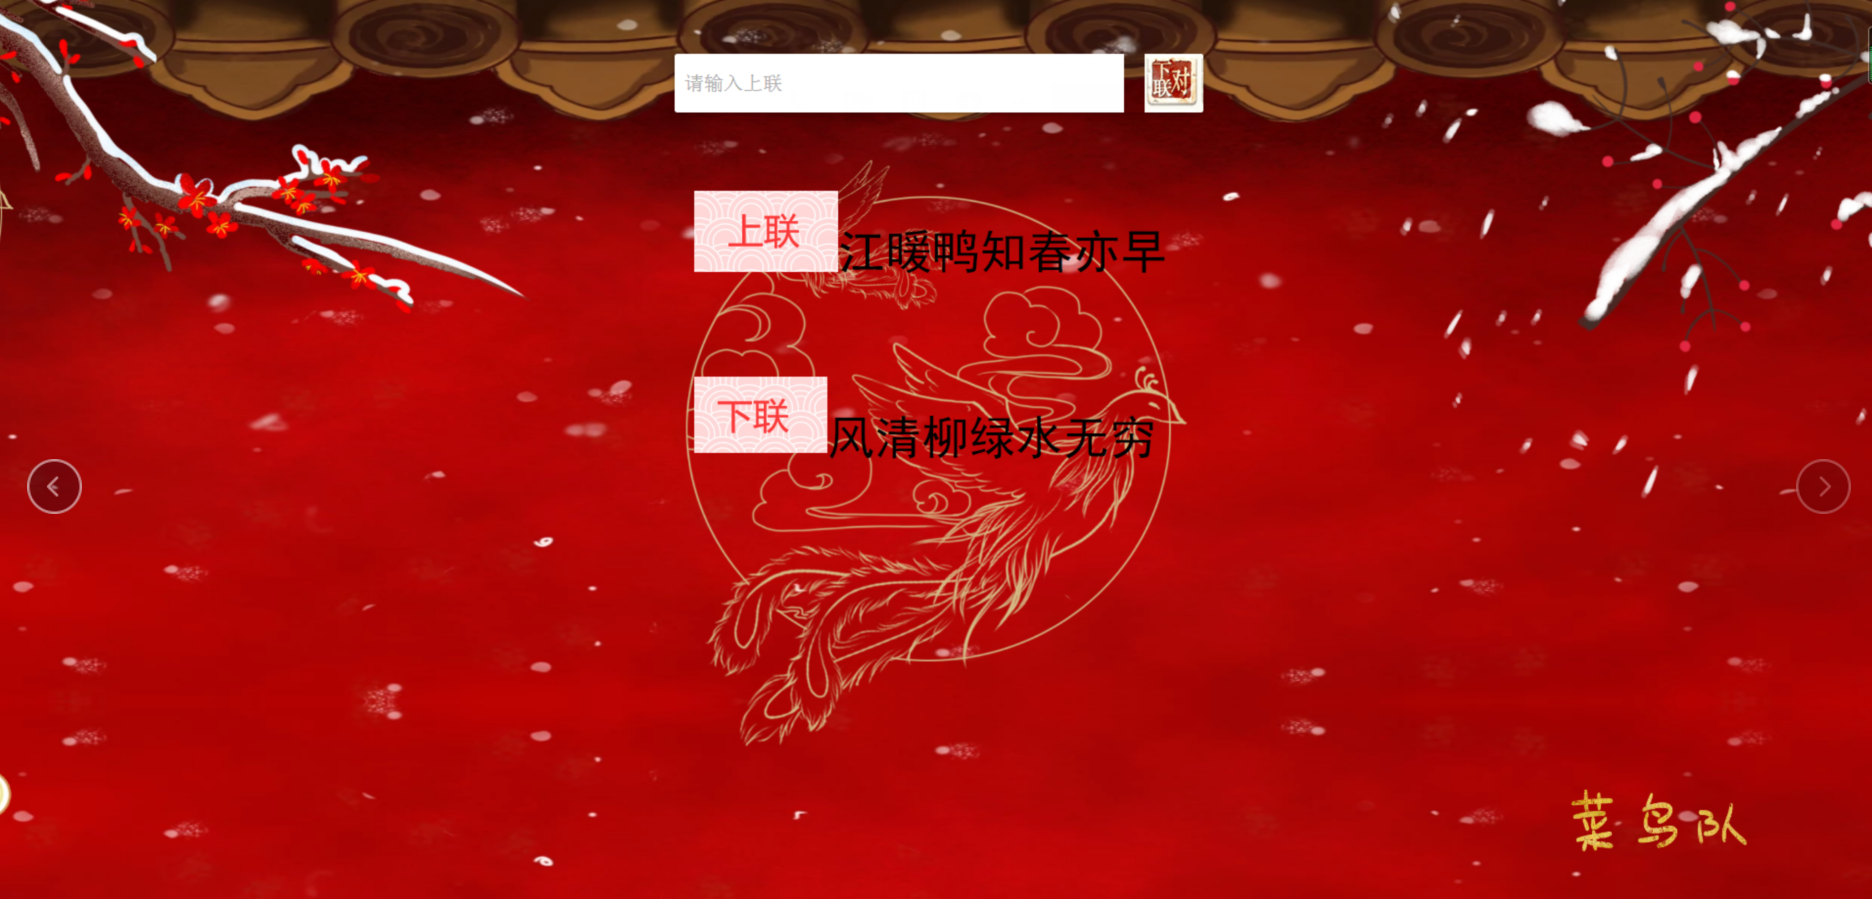 请输入上联
下联对
上联 江暖鸭知春亦早
下联 风清柳绿水无穷
菜鸟队